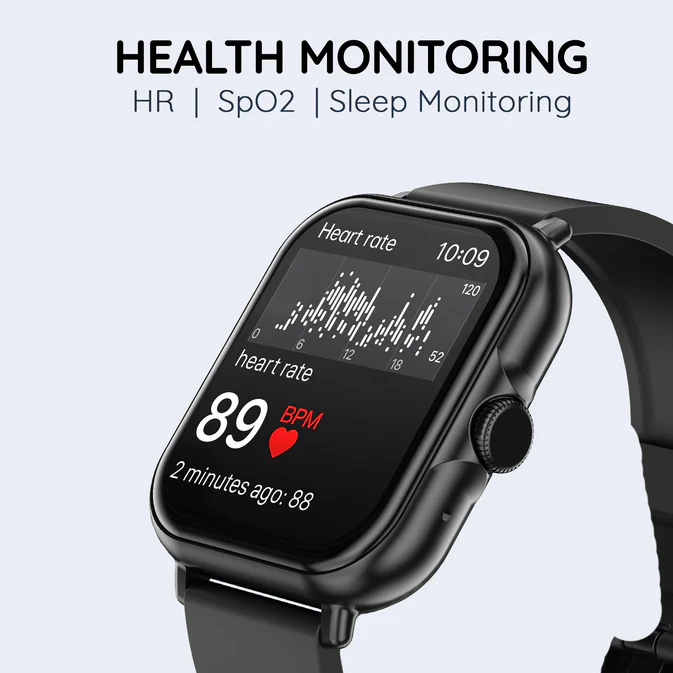 HEALTH MONITORING
HR | SpO2 | Sleep Monitoring
Heart rate 10:09
120
0 6 12 18 52
heart rate
89 BPM
2 minutes ago: 88